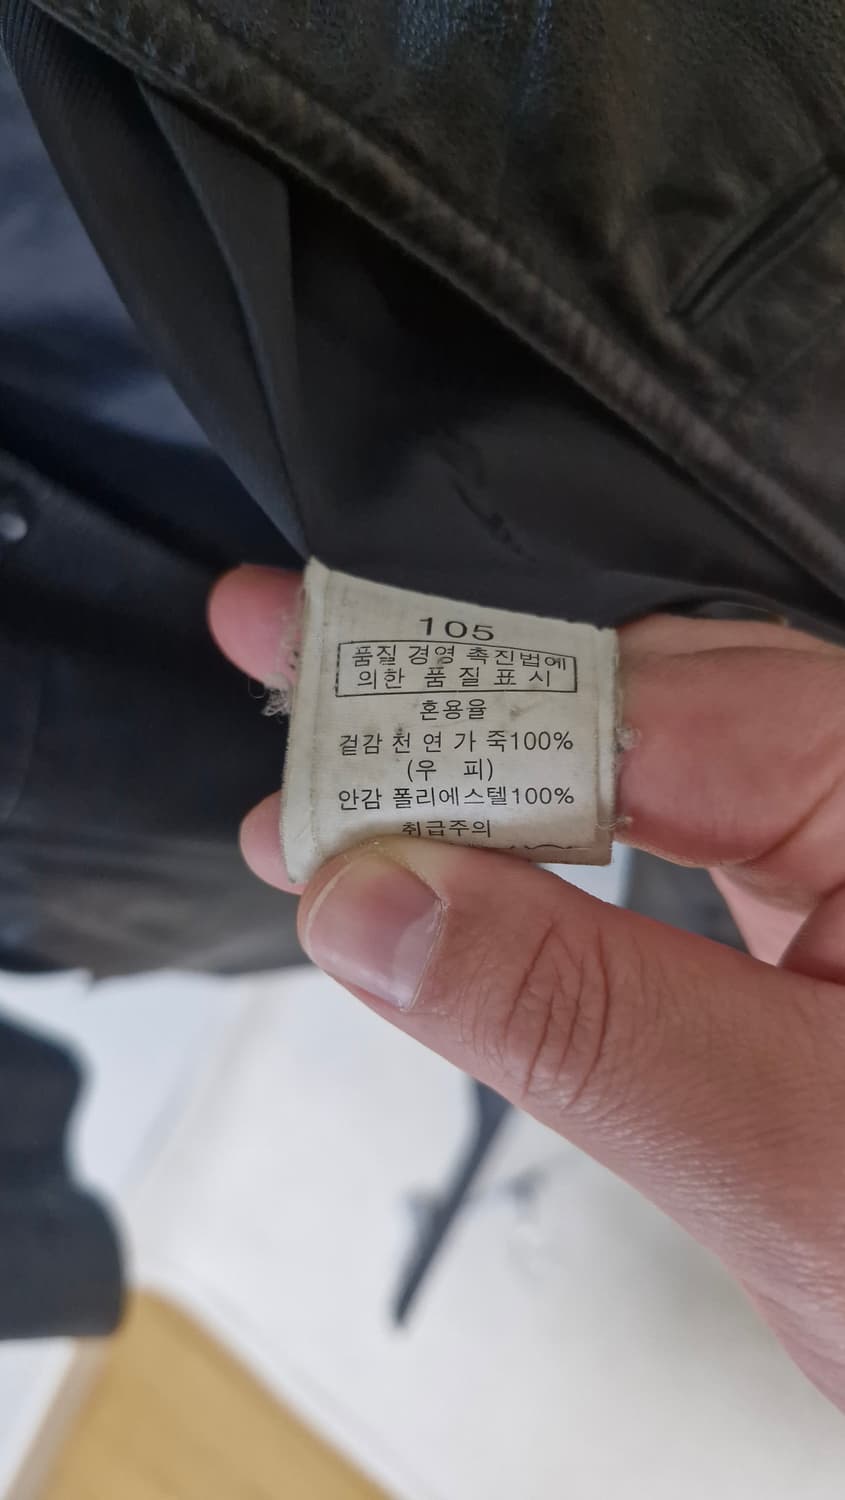 105
품질 경영 촉진법에
의한 품 질 표 시
혼용율
겉감 천 연 가 죽100%
(우 피)
안감 폴리에스텔100%
취급주의